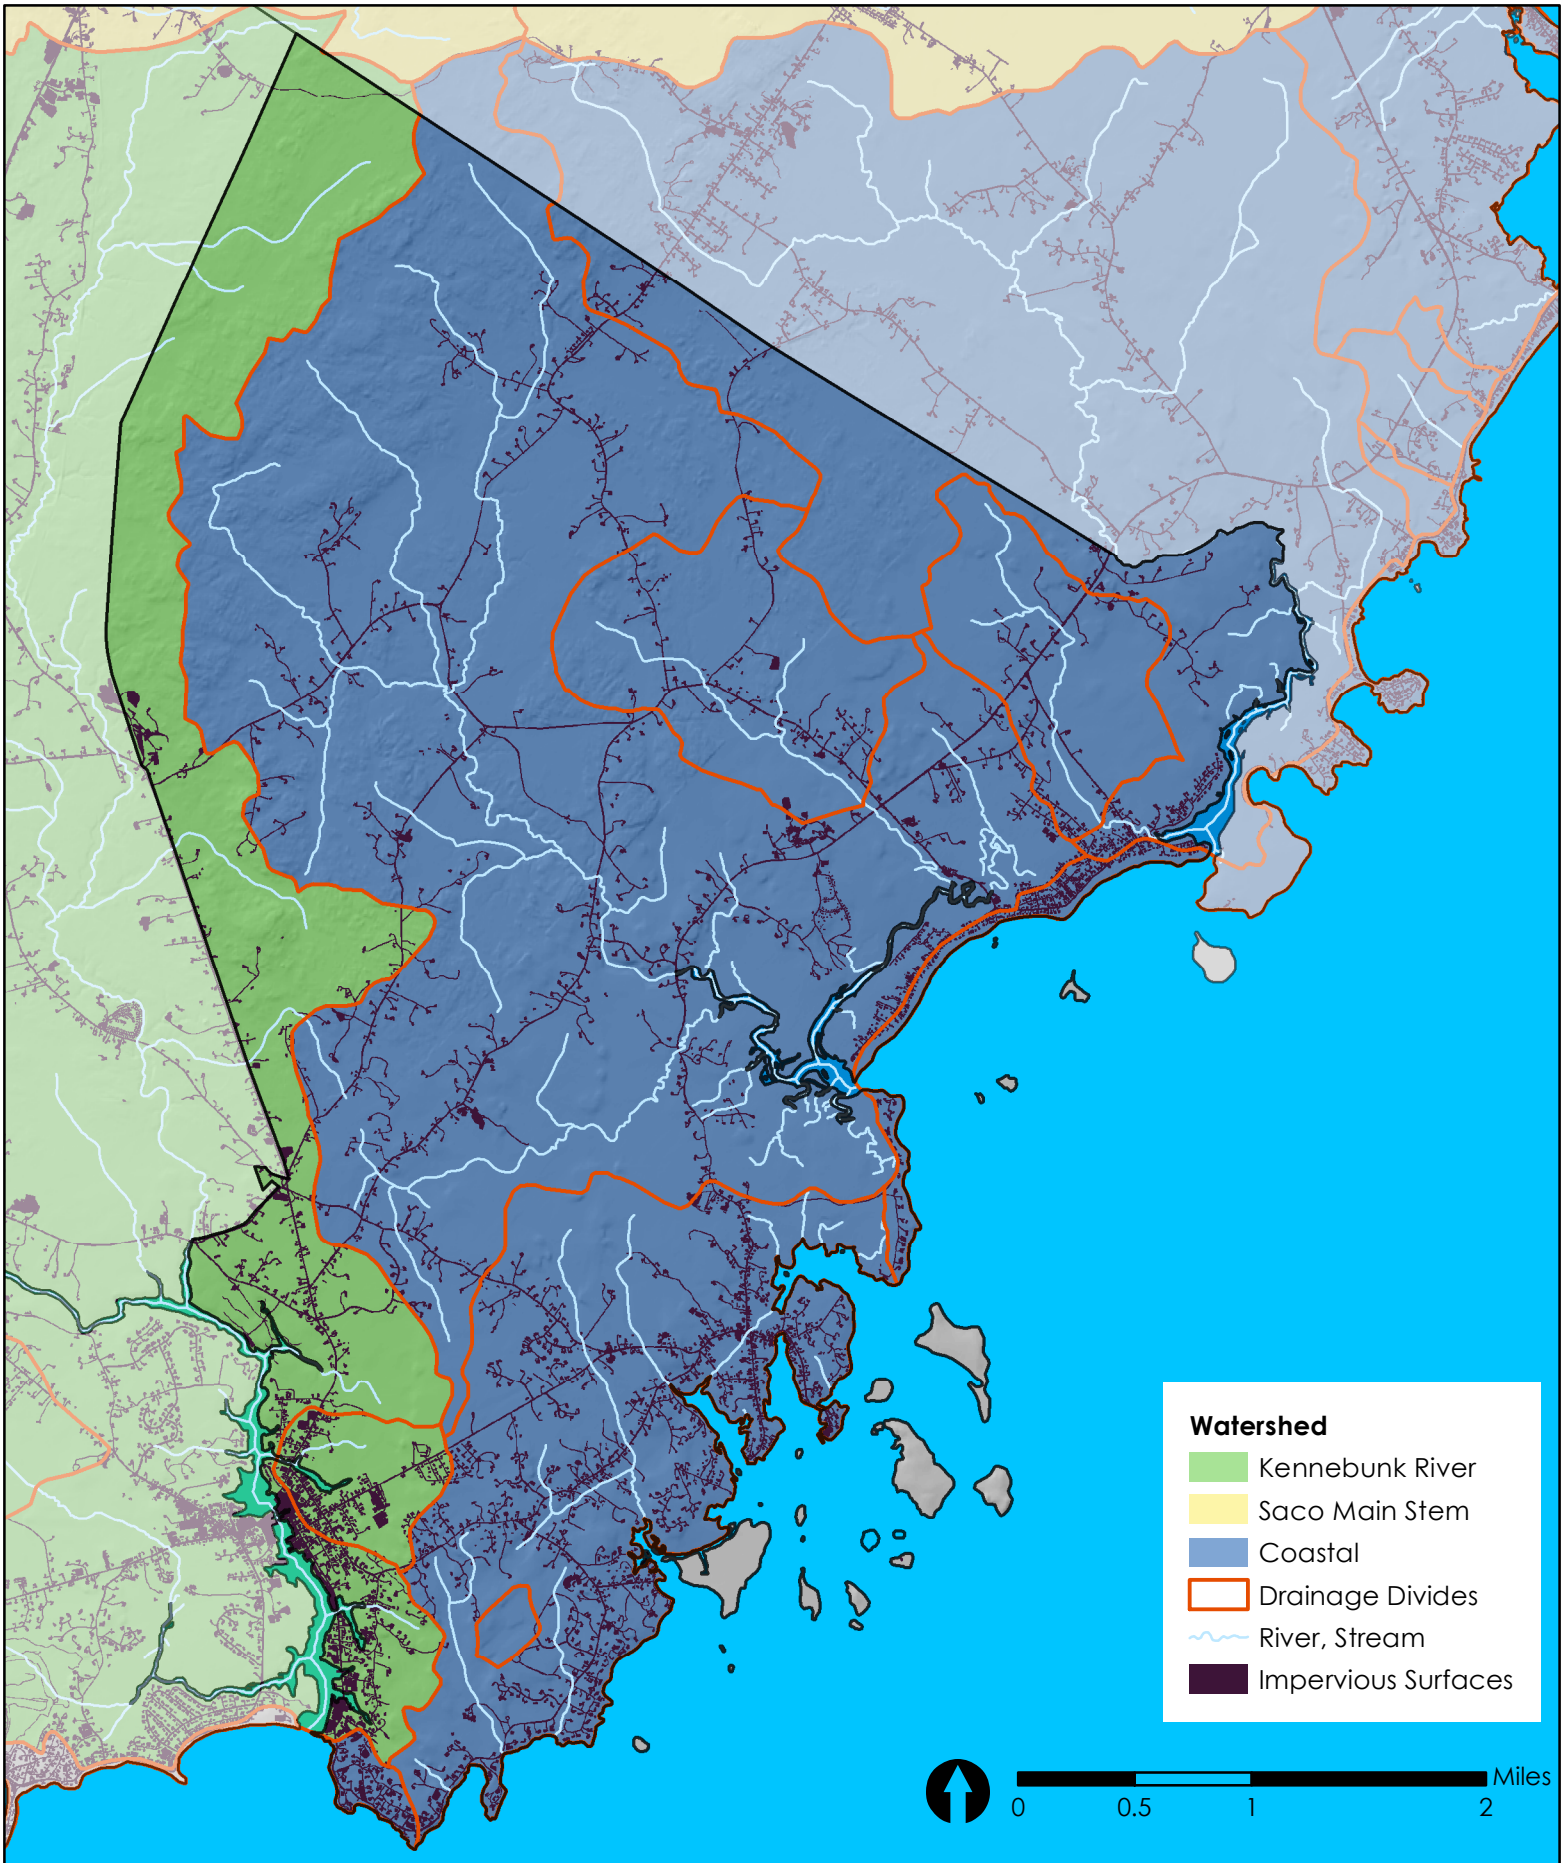 Watershed
Kennebunk River
Saco Main Stem
Coastal
Drainage Divides
River, Stream
Impervious Surfaces
Miles
0 0.5 1 2